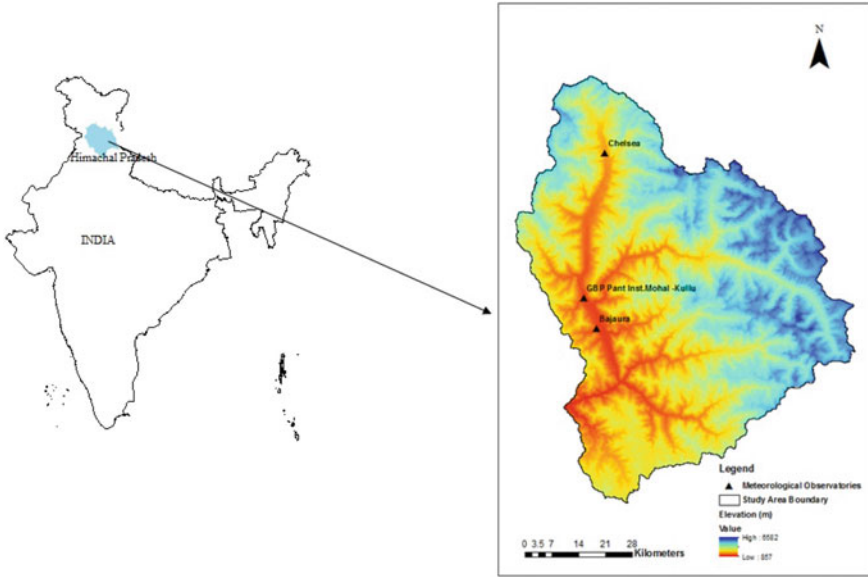 Himachal Pradesh
INDIA
N
Chelsea
GBP Pant Inst.Mohal -Kullu
Bajaura
Legend
Meteorological Observatories
Study Area Boundary
Elevation (m)
Value
High : 6582
Low : 857
0 3.5 7 14 21 28
Kilometers